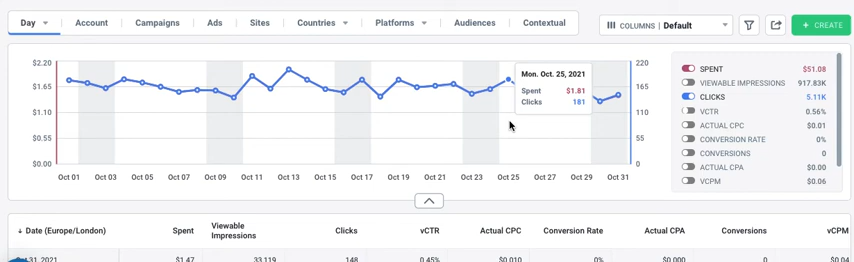 Day Account Campaigns Ads Sites Countries Platforms Audiences Contextual COLUMNS | Default + CREATE
$2.20 220
$1.65 165
$1.10 110
$0.55 55
$0.00 0
Oct 01 Oct 03 Oct 05 Oct 07 Oct 09 Oct 11 Oct 13 Oct 15 Oct 17 Oct 19 Oct 21 Oct 23 Oct 25 Oct 27 Oct 29 Oct 31
Mon. Oct. 25, 2021
Spent $1.81
Clicks 181
SPENT $51.08
VIEWABLE IMPRESSIONS 917.83K
CLICKS 5.11K
VCTR 0.56%
ACTUAL CPC $0.01
CONVERSION RATE 0%
CONVERSIONS 0
ACTUAL CPA $0.00
VCPM $0.06
↓ Date (Europe/London) Spent Viewable Impressions Clicks vCTR Actual CPC Conversion Rate Actual CPA Conversions vCPM
31, 2021 $1.47 33,119 148 0.45% $0.010 0% $0.000 0 $0.04